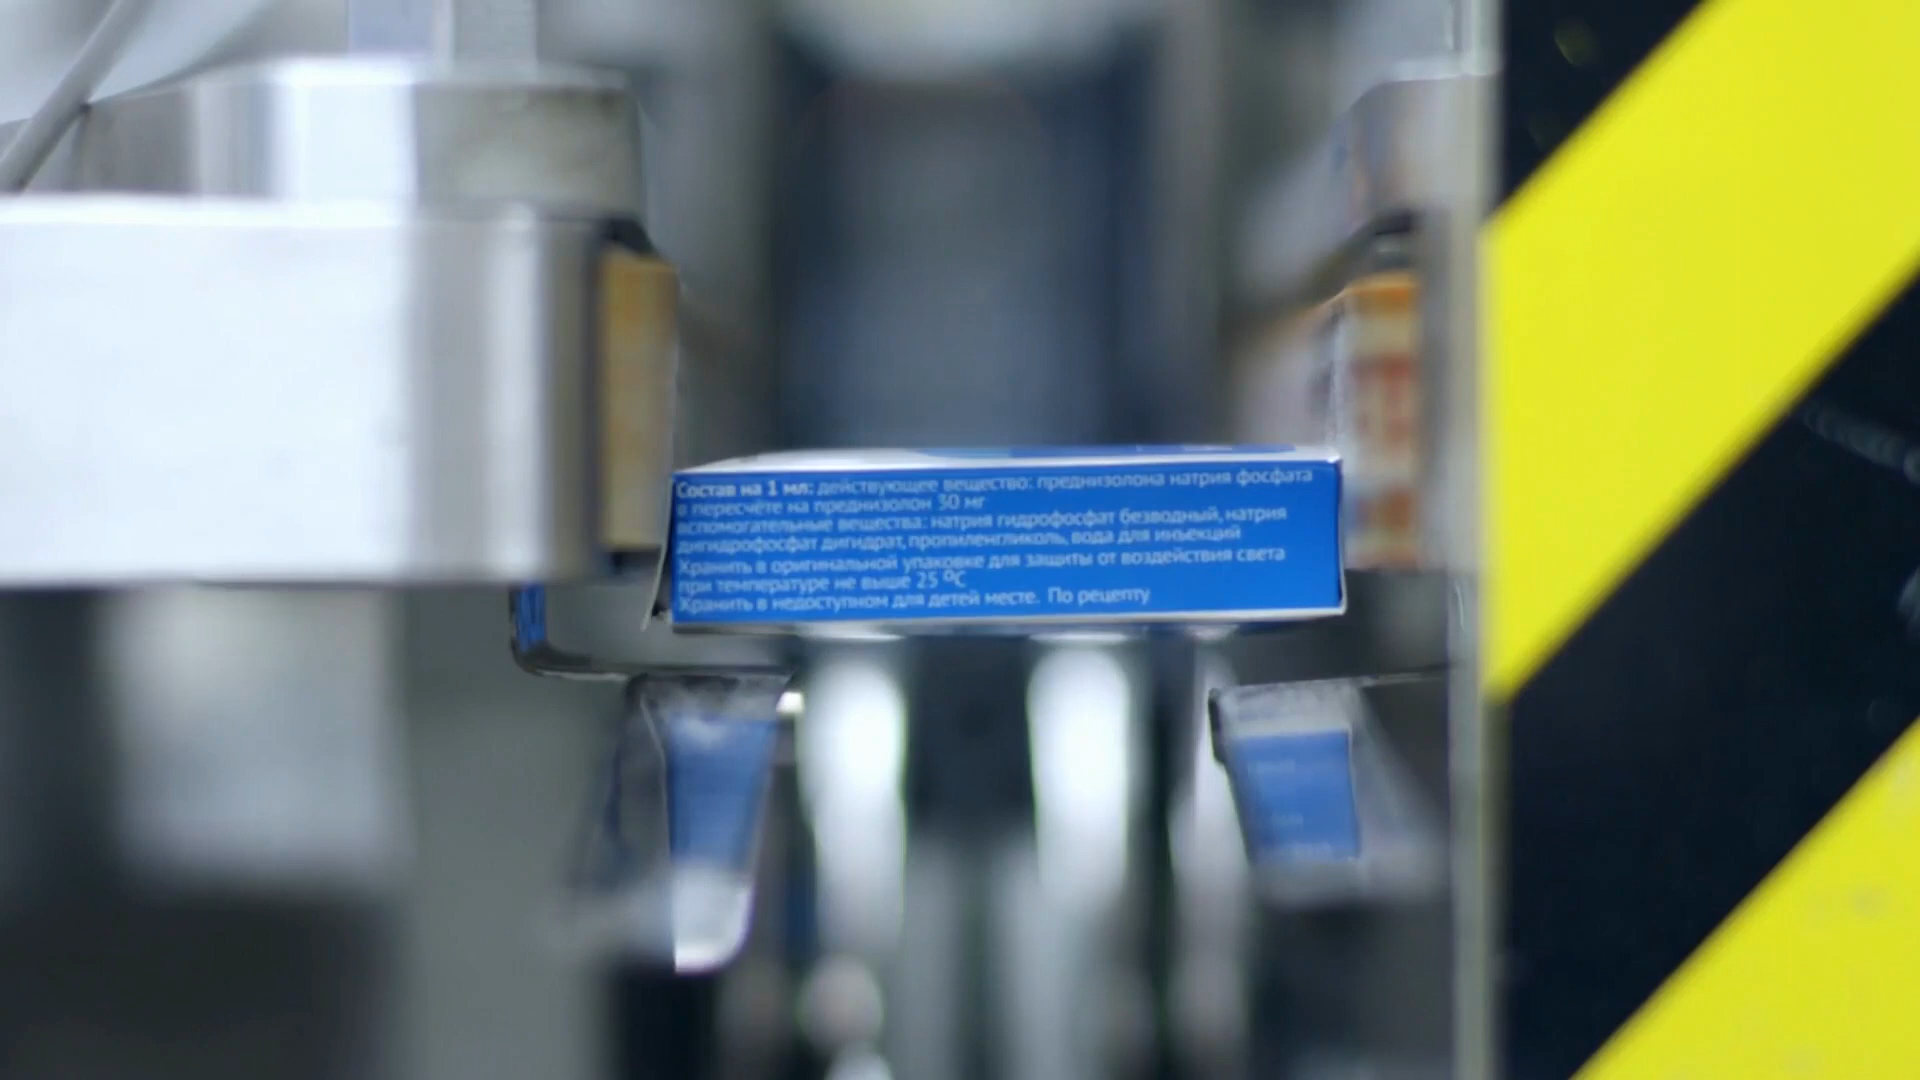 Состав на 1 мл: действующее вещество: преднизолона натрия фосфата
в пересчёте на преднизолон 30 мг
вспомогательные вещества: натрия гидрофосфат безводный, натрия
дигидрофосфат дигидрат, пропиленгликоль, вода для инъекций
Хранить в оригинальной упаковке для защиты от воздействия света
при температуре не выше 25 ºС
Хранить в недоступном для детей месте. По рецепту